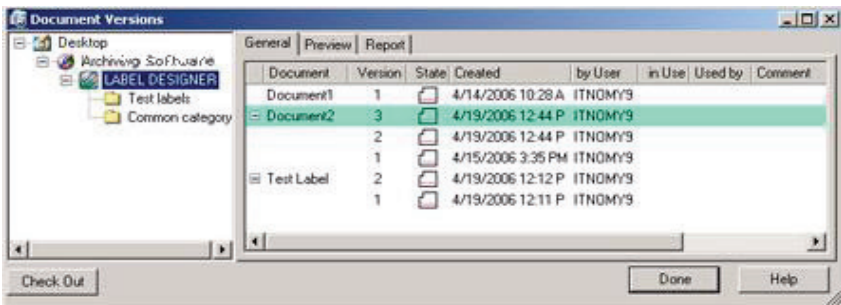 Document Versions
Desktop
Archiving Software
LABEL DESIGNER
Test labels
Common category
General Preview Report
Document Version State Created by User in Use Used by Comment
Document1 1 4/14/2006 10:28 A ITNOMY9
Document2 3 4/19/2006 12:44 P ITNOMY9
2 4/19/2006 12:44 P ITNOMY9
1 4/15/2006 3:35 PM ITNOMY9
Test Label 2 4/19/2006 12:12 P ITNOMY9
1 4/19/2006 12:11 P ITNOMY9
Check Out
Done
Help